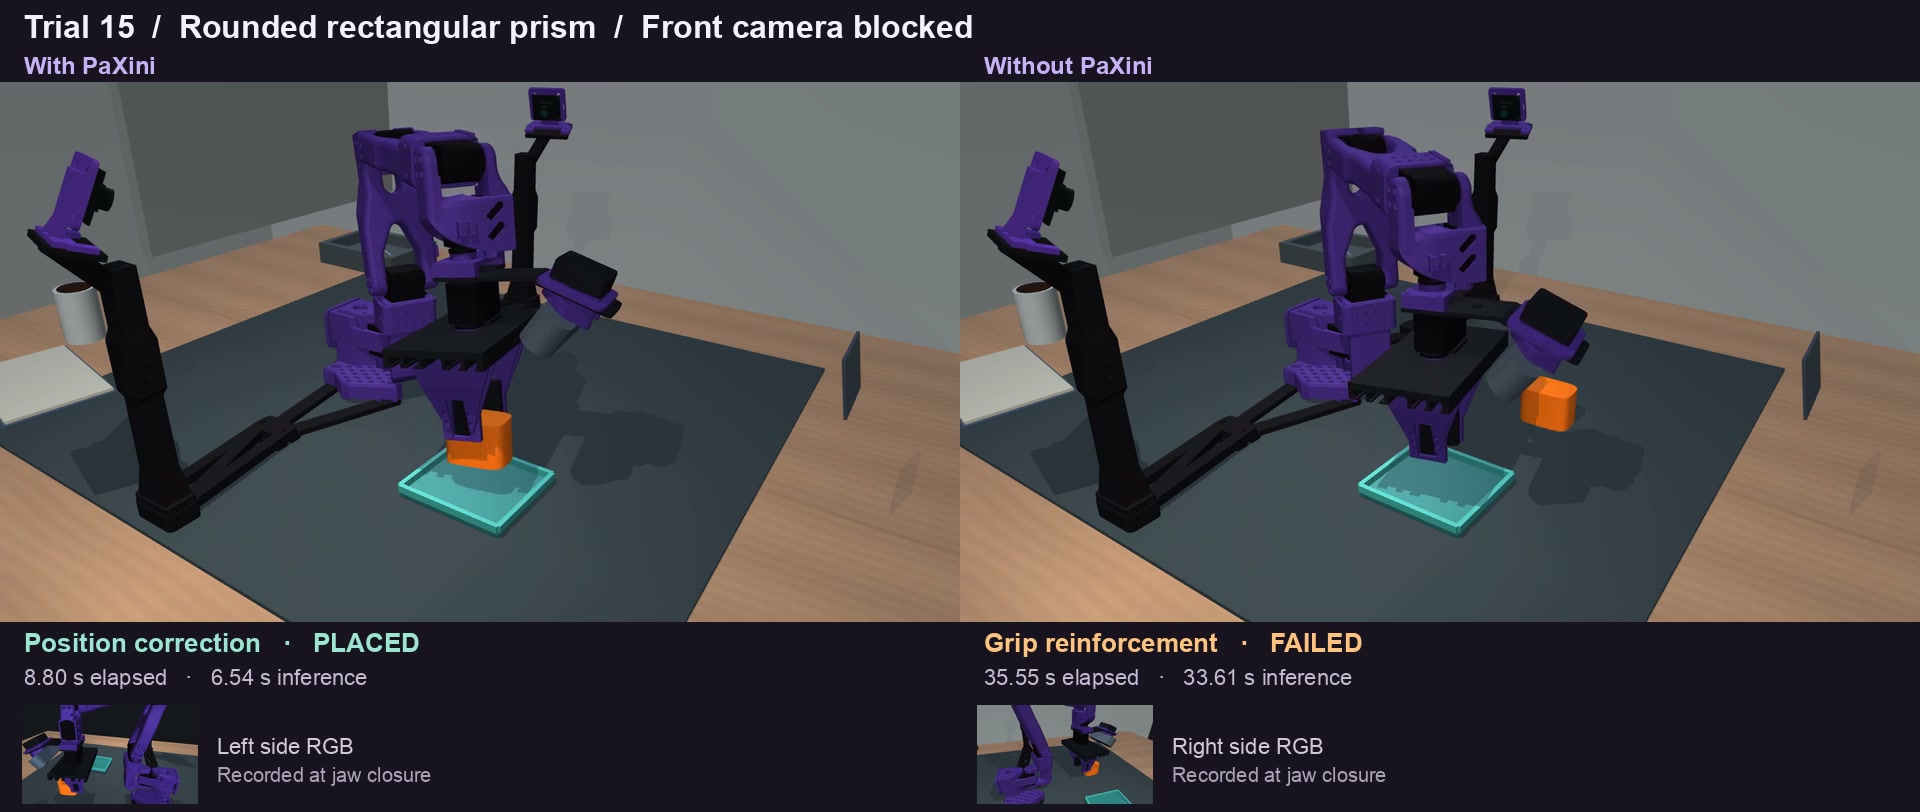 Trial 15 / Rounded rectangular prism / Front camera blocked
With PaXini
Without PaXini
Position correction · PLACED
8.80 s elapsed · 6.54 s inference
Grip reinforcement · FAILED
35.55 s elapsed · 33.61 s inference
Left side RGB
Recorded at jaw closure
Right side RGB
Recorded at jaw closure